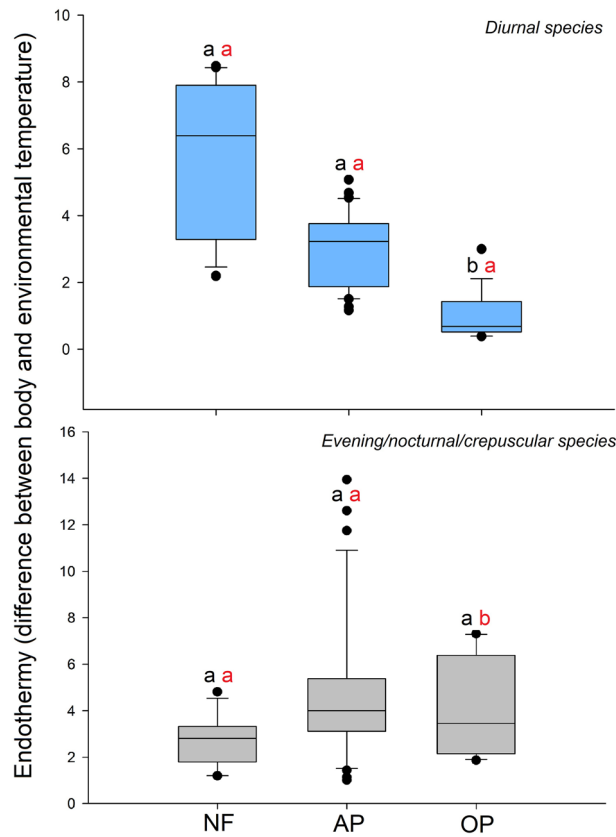 Endothermy (difference between body and environmental temperature)
Diurnal species
10
8
6
4
2
0
a a
a a
b a
Evening/nocturnal/crepuscular species
16
14
12
10
8
6
4
2
0
a a
a a
a b
NF AP OP